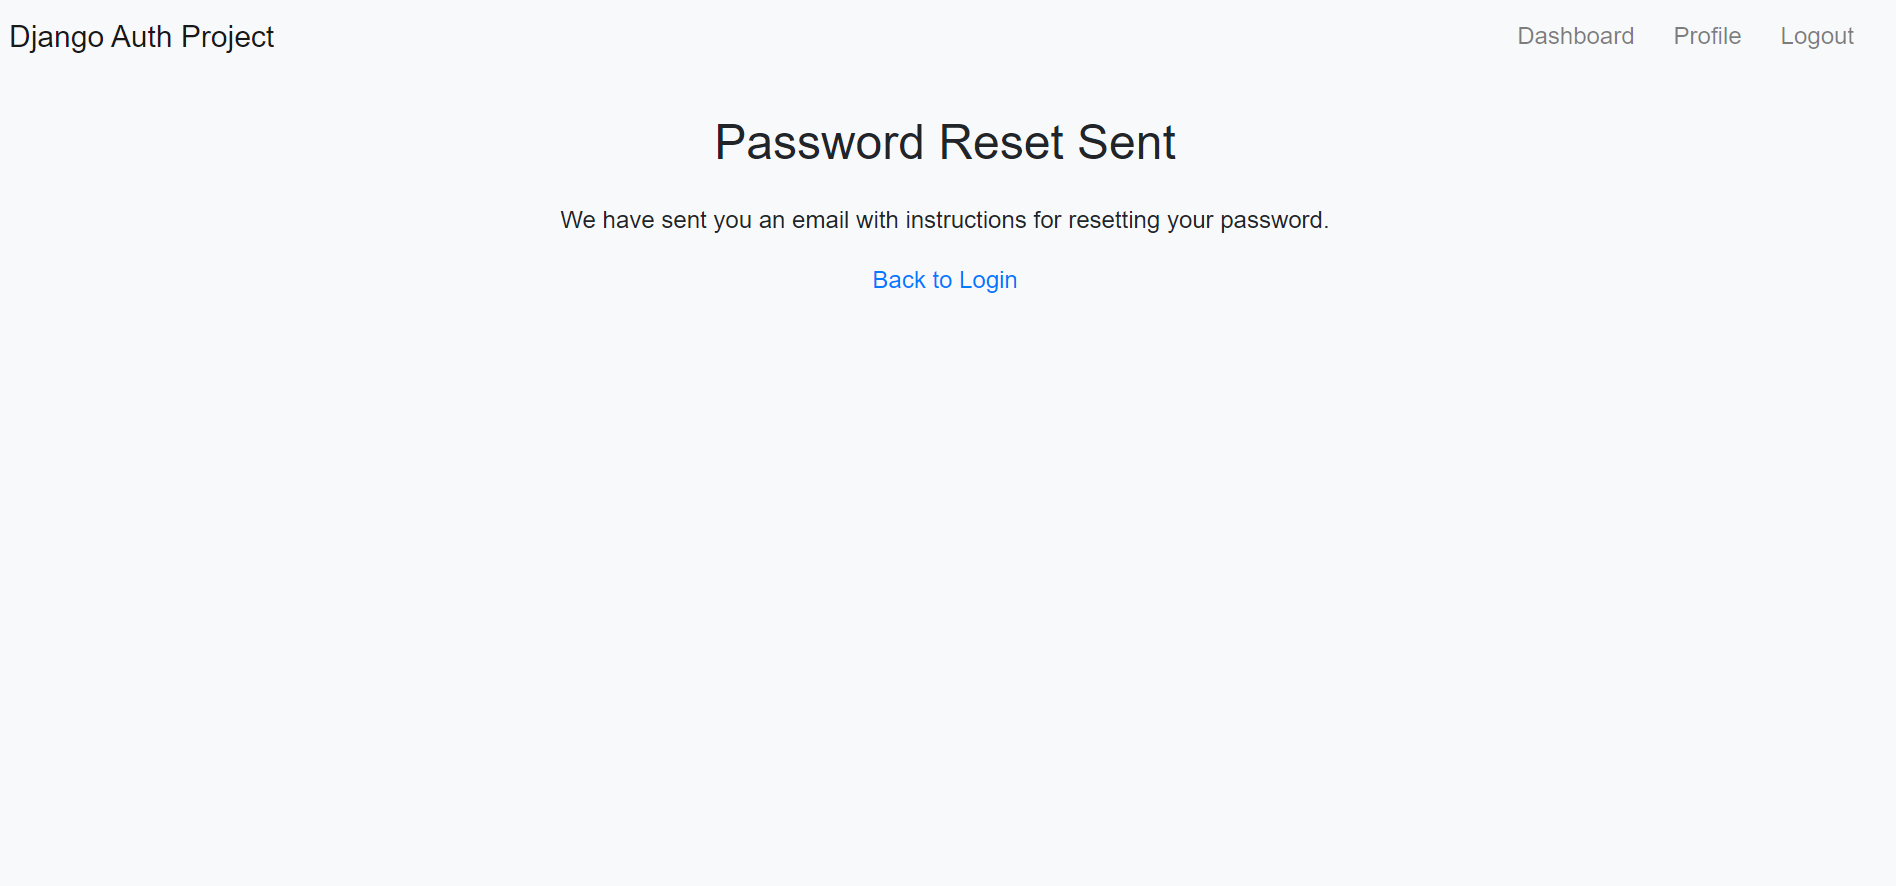 Django Auth Project
Dashboard Profile Logout
Password Reset Sent
We have sent you an email with instructions for resetting your password.
Back to Login